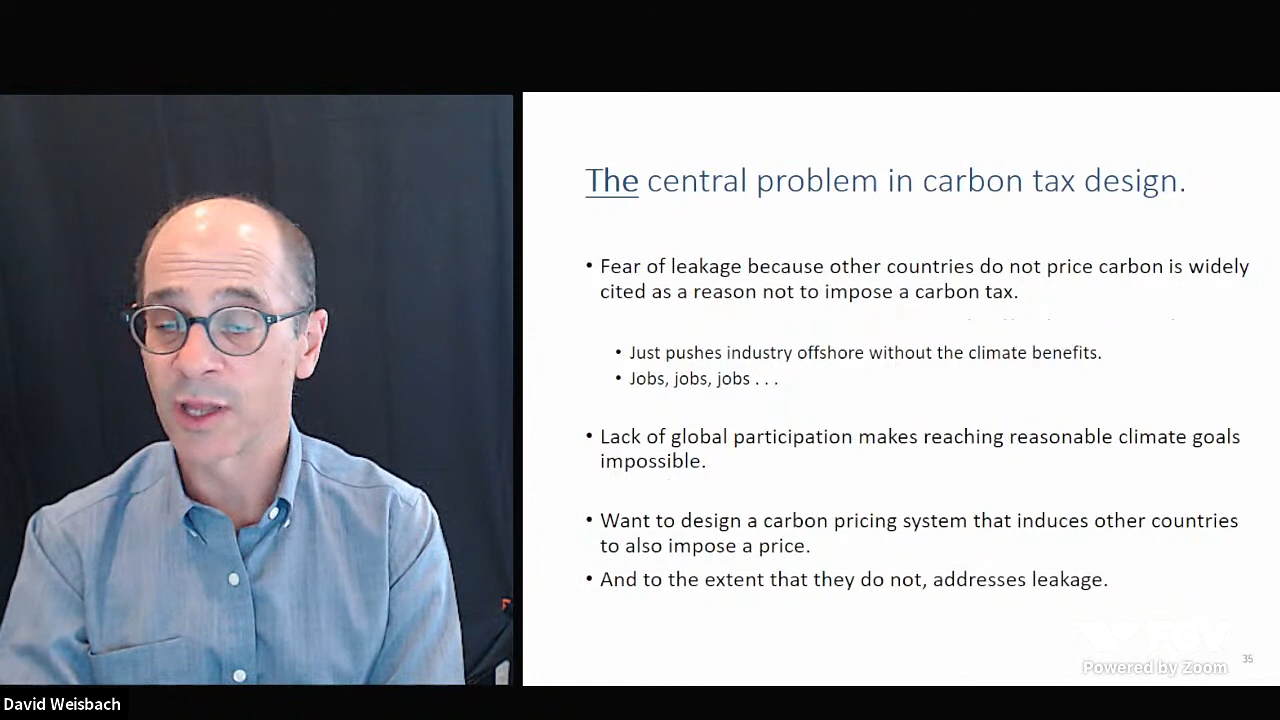 The central problem in carbon tax design.
• Fear of leakage because other countries do not price carbon is widely
cited as a reason not to impose a carbon tax.
• Just pushes industry offshore without the climate benefits.
• Jobs, jobs, jobs . . .
• Lack of global participation makes reaching reasonable climate goals
impossible.
• Want to design a carbon pricing system that induces other countries
to also impose a price.
• And to the extent that they do not, addresses leakage.
35
Powered by Zoom
David Weisbach